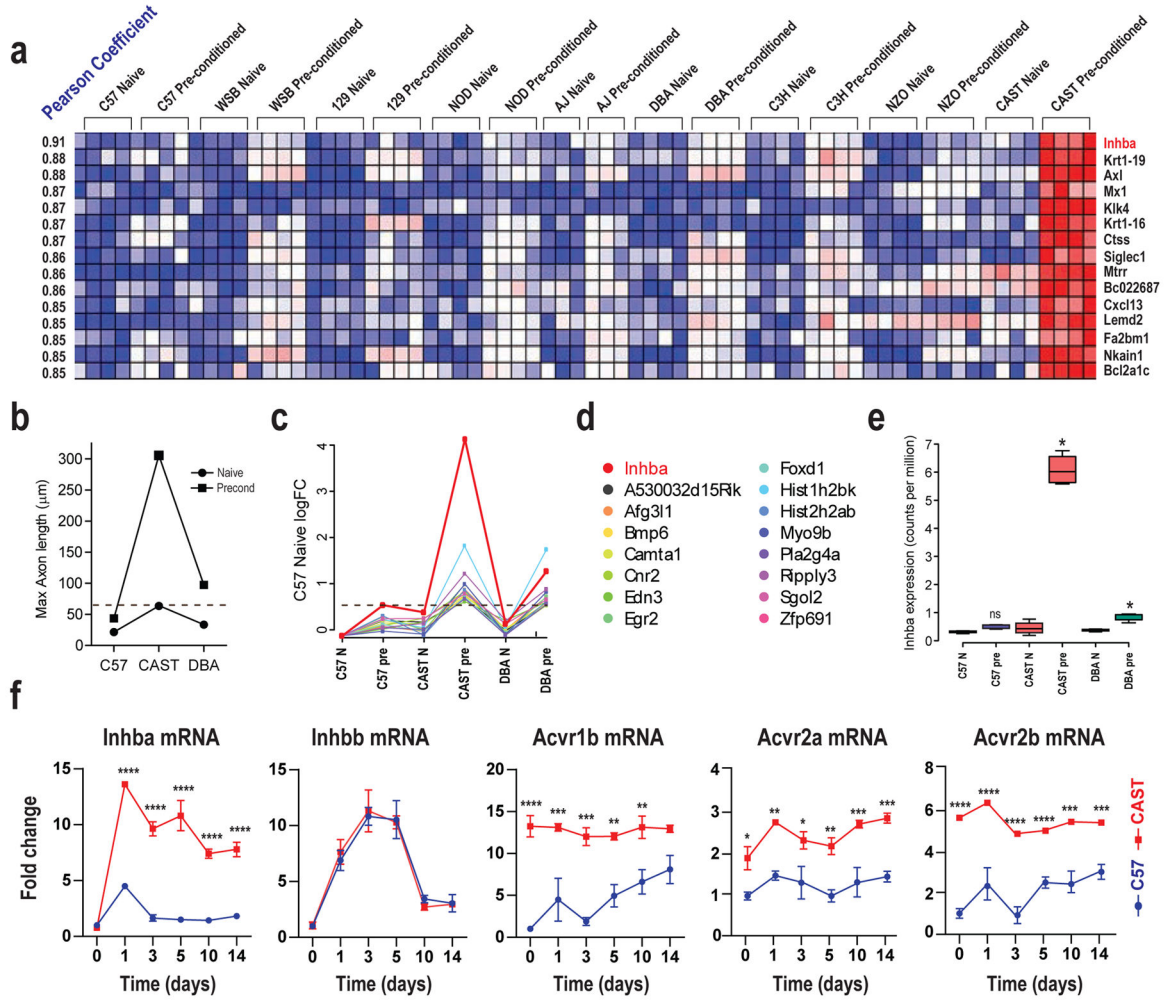 a
Pearson Coefficient
C57 Naive
C57 Pre-conditioned
WSB Naive
WSB Pre-conditioned
129 Naive
129 Pre-conditioned
NOD Naive
NOD Pre-conditioned
AJ Naive
AJ Pre-conditioned
DBA Naive
DBA Pre-conditioned
C3H Naive
C3H Pre-conditioned
NZO Naive
NZO Pre-conditioned
CAST Naive
CAST Pre-conditioned
0.91 Inhba
0.88 Krt1-19
0.88 Axl
0.87 Mx1
0.87 Klk4
0.87 Krt1-16
0.87 Ctss
0.86 Siglec1
0.86 Mtrr
0.86 Bc022687
0.85 Cxcl13
0.85 Lemd2
0.85 Fa2bm1
0.85 Nkain1
0.85 Bcl2a1c
b
Max Axon length (μm)
300
250
200
150
100
50
0
C57 CAST DBA
Naive
Precond
c
C57 Naive logFC
4
3
2
1
0
C57 N
C57 pre
CAST N
CAST pre
DBA N
DBA pre
d
Inhba
A530032d15Rik
Afg3l1
Bmp6
Camta1
Cnr2
Edn3
Egr2
Foxd1
Hist1h2bk
Hist2h2ab
Myo9b
Pla2g4a
Ripply3
Sgol2
Zfp691
e
Inhba expression (counts per million)
7
6
5
4
3
2
1
0
ns
*
*
C57 N
C57 pre
CAST N
CAST pre
DBA N
DBA pre
f
Fold change
Inhba mRNA
15
10
5
0
**** **** **** **** ****
0 1 3 5 10 14
Time (days)
Inhbb mRNA
15
10
5
0
0 1 3 5 10 14
Time (days)
Acvr1b mRNA
20
15
10
5
0
**** *** *** ** **
0 1 3 5 10 14
Time (days)
Acvr2a mRNA
4
3
2
1
0
* ** * ** *** ***
0 1 3 5 10 14
Time (days)
Acvr2b mRNA
8
6
4
2
0
**** **** **** **** *** ***
0 1 3 5 10 14
Time (days)
C57
CAST